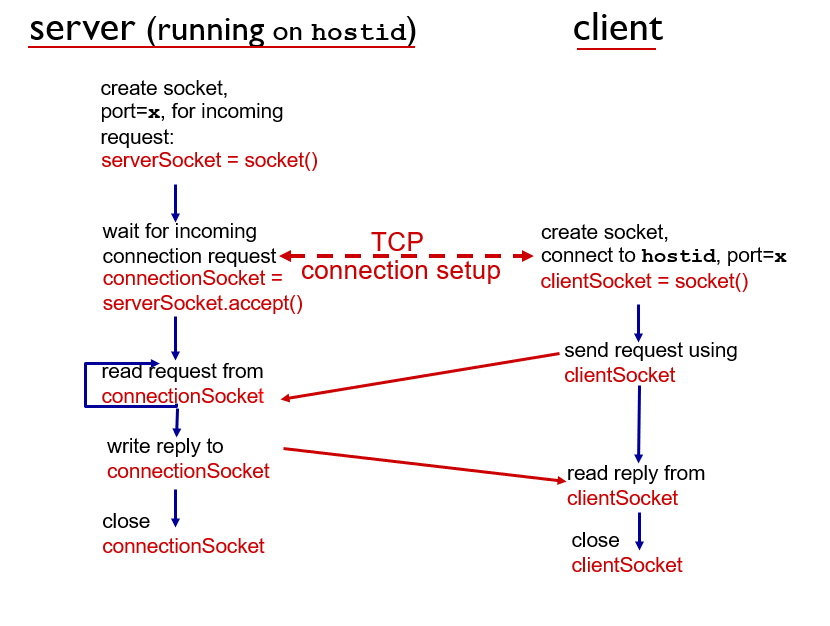 server (running on hostid)
client
create socket,
port=x, for incoming
request:
serverSocket = socket()
wait for incoming
connection request
connectionSocket =
serverSocket.accept()
TCP
connection setup
create socket,
connect to hostid, port=x
clientSocket = socket()
read request from
connectionSocket
send request using
clientSocket
write reply to
connectionSocket
read reply from
clientSocket
close
connectionSocket
close
clientSocket